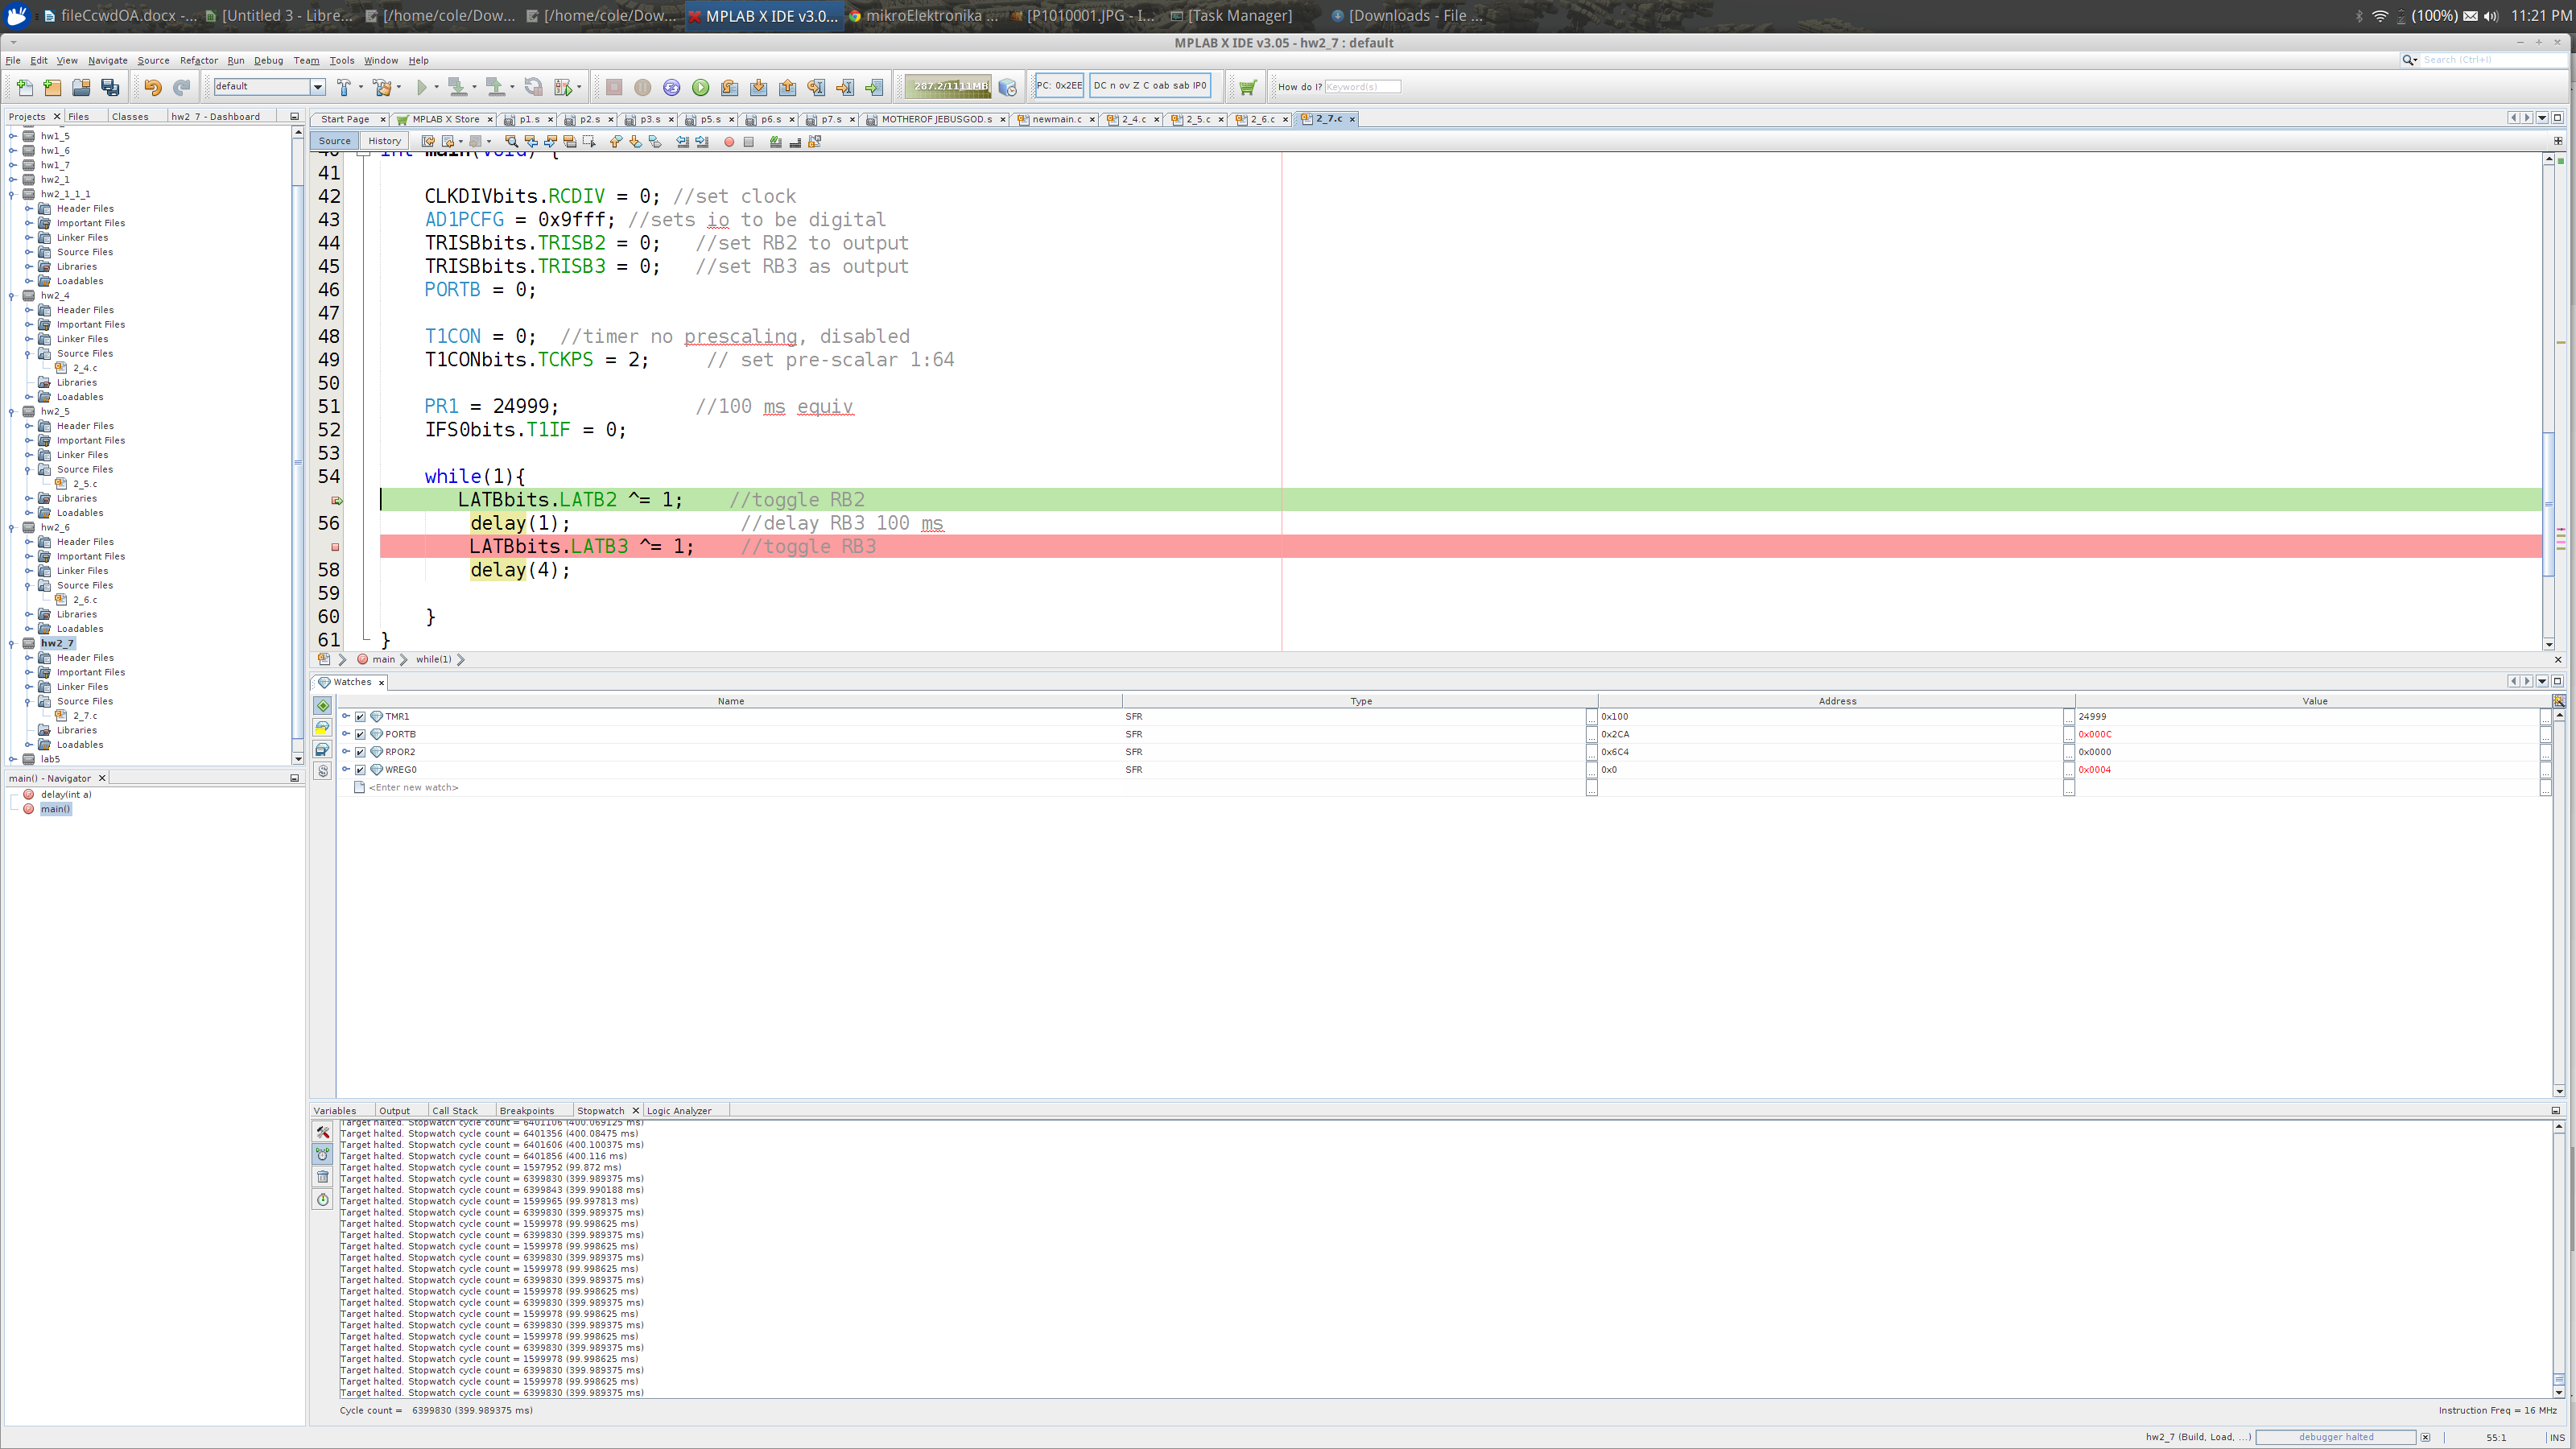 fileCcwdOA.docx -... [Untitled 3 - Libre... [/home/cole/Dow... [/home/cole/Dow... MPLAB X IDE v3.0... mikroElektronika ... [P1010001.JPG - I... [Task Manager] [Downloads - File ... (100%) 11:21 PM
MPLAB X IDE v3.05 - hw2_7 : default
File Edit View Navigate Source Refactor Run Debug Team Tools Window Help Search (Ctrl+I)
default 287.2/1111MB PC: 0x2EE DC n ov Z C oab sab IP0 How do I? Keyword(s)
Projects Files Classes hw2_7 - Dashboard
hw1_5
hw1_6
hw1_7
hw2_1
hw2_1_1_1
Header Files
Important Files
Linker Files
Source Files
Libraries
Loadables
hw2_4
Header Files
Important Files
Linker Files
Source Files
2_4.c
Libraries
Loadables
hw2_5
Header Files
Important Files
Linker Files
Source Files
2_5.c
Libraries
Loadables
hw2_6
Header Files
Important Files
Linker Files
Source Files
2_6.c
Libraries
Loadables
hw2_7
Header Files
Important Files
Linker Files
Source Files
2_7.c
Libraries
Loadables
lab5
main() - Navigator
delay(int a)
main()
Start Page MPLAB X Store p1.s p2.s p3.s p5.s p6.s p7.s MOTHEROF JEBUSGOD.s newmain.c 2_4.c 2_5.c 2_6.c 2_7.c
Source History
40 int main(void) {
41
42 CLKDIVbits.RCDIV = 0; //set clock
43 AD1PCFG = 0x9fff; //sets io to be digital
44 TRISBbits.TRISB2 = 0; //set RB2 to output
45 TRISBbits.TRISB3 = 0; //set RB3 as output
46 PORTB = 0;
47
48 T1CON = 0; //timer no prescaling, disabled
49 T1CONbits.TCKPS = 2; // set pre-scalar 1:64
50
51 PR1 = 24999; //100 ms equiv
52 IFS0bits.T1IF = 0;
53
54 while(1){
LATBbits.LATB2 ^= 1; //toggle RB2
56 delay(1); //delay RB3 100 ms
LATBbits.LATB3 ^= 1; //toggle RB3
58 delay(4);
59
60 }
61 }
main while(1)
Watches
Name Type Address Value
TMR1 SFR 0x100 24999
PORTB SFR 0x2CA 0x000C
RPOR2 SFR 0x6C4 0x0000
WREG0 SFR 0x0 0x0004
<Enter new watch>
Variables Output Call Stack Breakpoints Stopwatch Logic Analyzer
Target halted. Stopwatch cycle count = 6401106 (400.069125 ms)
Target halted. Stopwatch cycle count = 6401356 (400.08475 ms)
Target halted. Stopwatch cycle count = 6401606 (400.100375 ms)
Target halted. Stopwatch cycle count = 6401856 (400.116 ms)
Target halted. Stopwatch cycle count = 1597952 (99.872 ms)
Target halted. Stopwatch cycle count = 6399830 (399.989375 ms)
Target halted. Stopwatch cycle count = 6399843 (399.990188 ms)
Target halted. Stopwatch cycle count = 1599965 (99.997813 ms)
Target halted. Stopwatch cycle count = 6399830 (399.989375 ms)
Target halted. Stopwatch cycle count = 1599978 (99.998625 ms)
Target halted. Stopwatch cycle count = 6399830 (399.989375 ms)
Target halted. Stopwatch cycle count = 1599978 (99.998625 ms)
Target halted. Stopwatch cycle count = 6399830 (399.989375 ms)
Target halted. Stopwatch cycle count = 1599978 (99.998625 ms)
Target halted. Stopwatch cycle count = 6399830 (399.989375 ms)
Target halted. Stopwatch cycle count = 1599978 (99.998625 ms)
Target halted. Stopwatch cycle count = 6399830 (399.989375 ms)
Target halted. Stopwatch cycle count = 1599978 (99.998625 ms)
Target halted. Stopwatch cycle count = 6399830 (399.989375 ms)
Target halted. Stopwatch cycle count = 1599978 (99.998625 ms)
Target halted. Stopwatch cycle count = 6399830 (399.989375 ms)
Target halted. Stopwatch cycle count = 1599978 (99.998625 ms)
Target halted. Stopwatch cycle count = 6399830 (399.989375 ms)
Target halted. Stopwatch cycle count = 1599978 (99.998625 ms)
Target halted. Stopwatch cycle count = 6399830 (399.989375 ms)
Cycle count = 6399830 (399.989375 ms) Instruction Freq = 16 MHz
hw2_7 (Build, Load, ...) debugger halted 55:1 INS